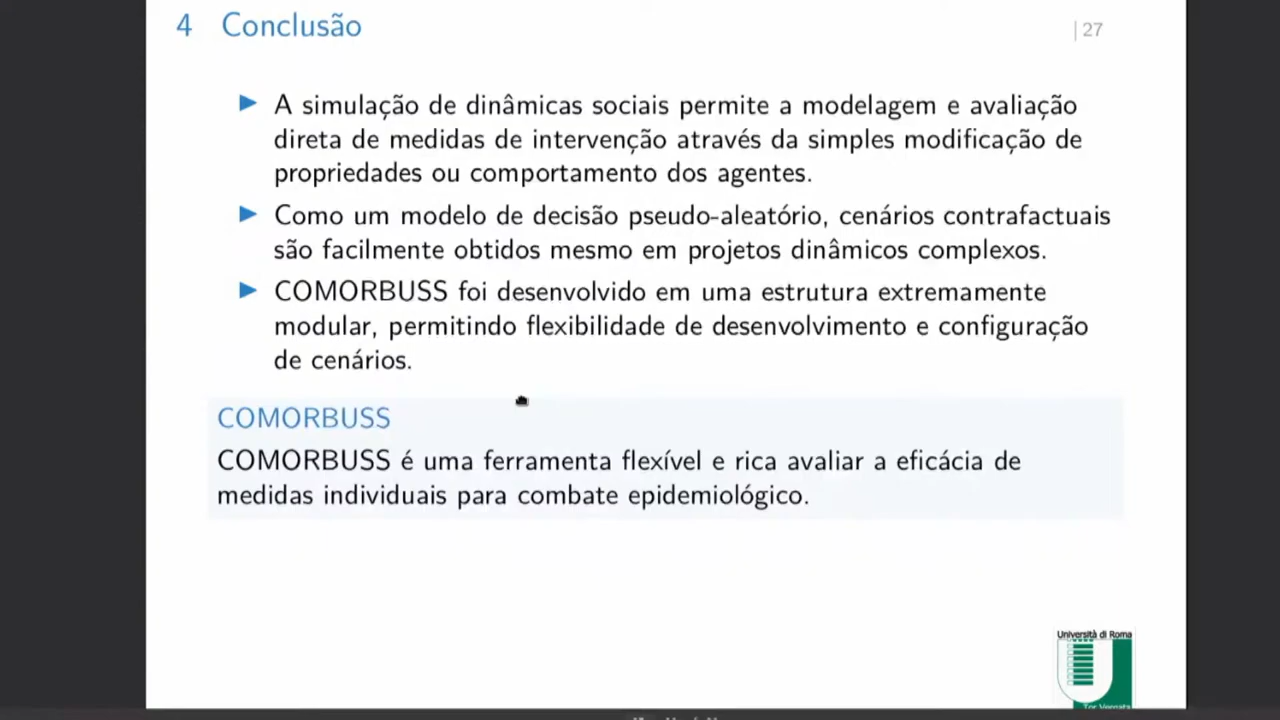 4 Conclusão
| 27
A simulação de dinâmicas sociais permite a modelagem e avaliação
direta de medidas de intervenção através da simples modificação de
propriedades ou comportamento dos agentes.
Como um modelo de decisão pseudo-aleatório, cenários contrafactuais
são facilmente obtidos mesmo em projetos dinâmicos complexos.
COMORBUSS foi desenvolvido em uma estrutura extremamente
modular, permitindo flexibilidade de desenvolvimento e configuração
de cenários.
COMORBUSS
COMORBUSS é uma ferramenta flexível e rica avaliar a eficácia de
medidas individuais para combate epidemiológico.
Università di Roma
Tor Vergata